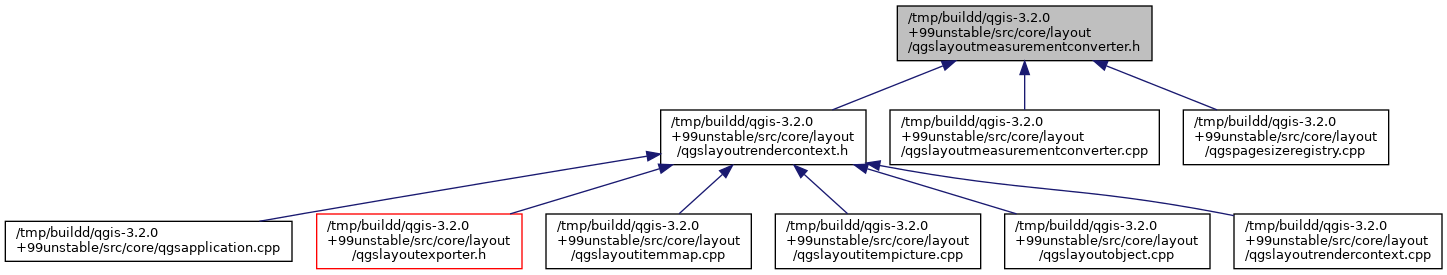 /tmp/buildd/qgis-3.2.0
+99unstable/src/core/layout
/qgslayoutmeasurementconverter.h
/tmp/buildd/qgis-3.2.0
+99unstable/src/core/layout
/qgslayoutrendercontext.h
/tmp/buildd/qgis-3.2.0
+99unstable/src/core/layout
/qgslayoutmeasurementconverter.cpp
/tmp/buildd/qgis-3.2.0
+99unstable/src/core/layout
/qgspagesizeregistry.cpp
/tmp/buildd/qgis-3.2.0
+99unstable/src/core/qgsapplication.cpp
/tmp/buildd/qgis-3.2.0
+99unstable/src/core/layout
/qgslayoutexporter.h
/tmp/buildd/qgis-3.2.0
+99unstable/src/core/layout
/qgslayoutitemmap.cpp
/tmp/buildd/qgis-3.2.0
+99unstable/src/core/layout
/qgslayoutitempicture.cpp
/tmp/buildd/qgis-3.2.0
+99unstable/src/core/layout
/qgslayoutobject.cpp
/tmp/buildd/qgis-3.2.0
+99unstable/src/core/layout
/qgslayoutrendercontext.cpp